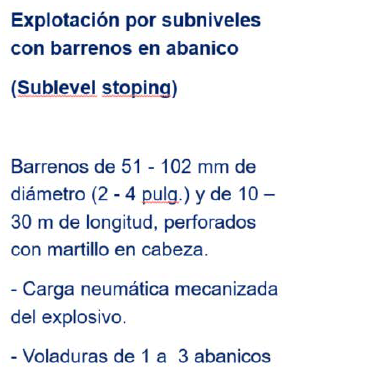 Explotación por subniveles
con barrenos en abanico
(Sublevel stoping)
Barrenos de 51 - 102 mm de
diámetro (2 - 4 pulg.) y de 10 –
30 m de longitud, perforados
con martillo en cabeza.
- Carga neumática mecanizada
del explosivo.
- Voladuras de 1 a  3 abanicos